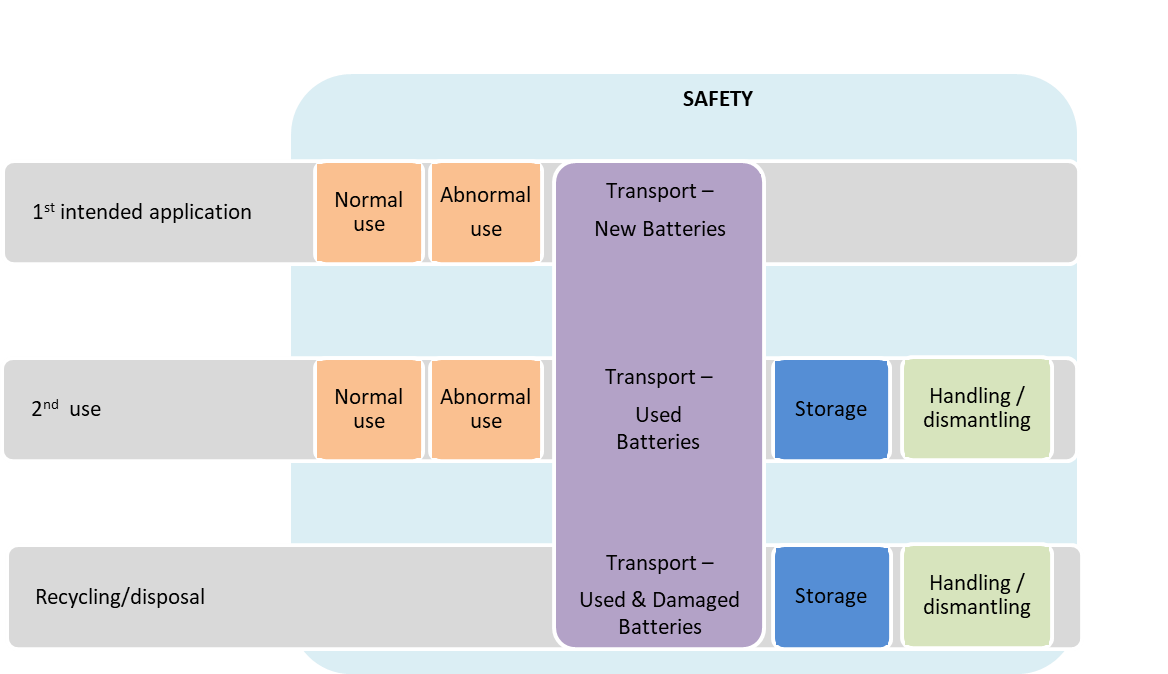 SAFETY
1st intended application
Normal
use
Abnormal
use
Transport –
New Batteries
2nd use
Normal
use
Abnormal
use
Transport –
Used
Batteries
Storage
Handling /
dismantling
Recycling/disposal
Transport –
Used & Damaged
Batteries
Storage
Handling /
dismantling